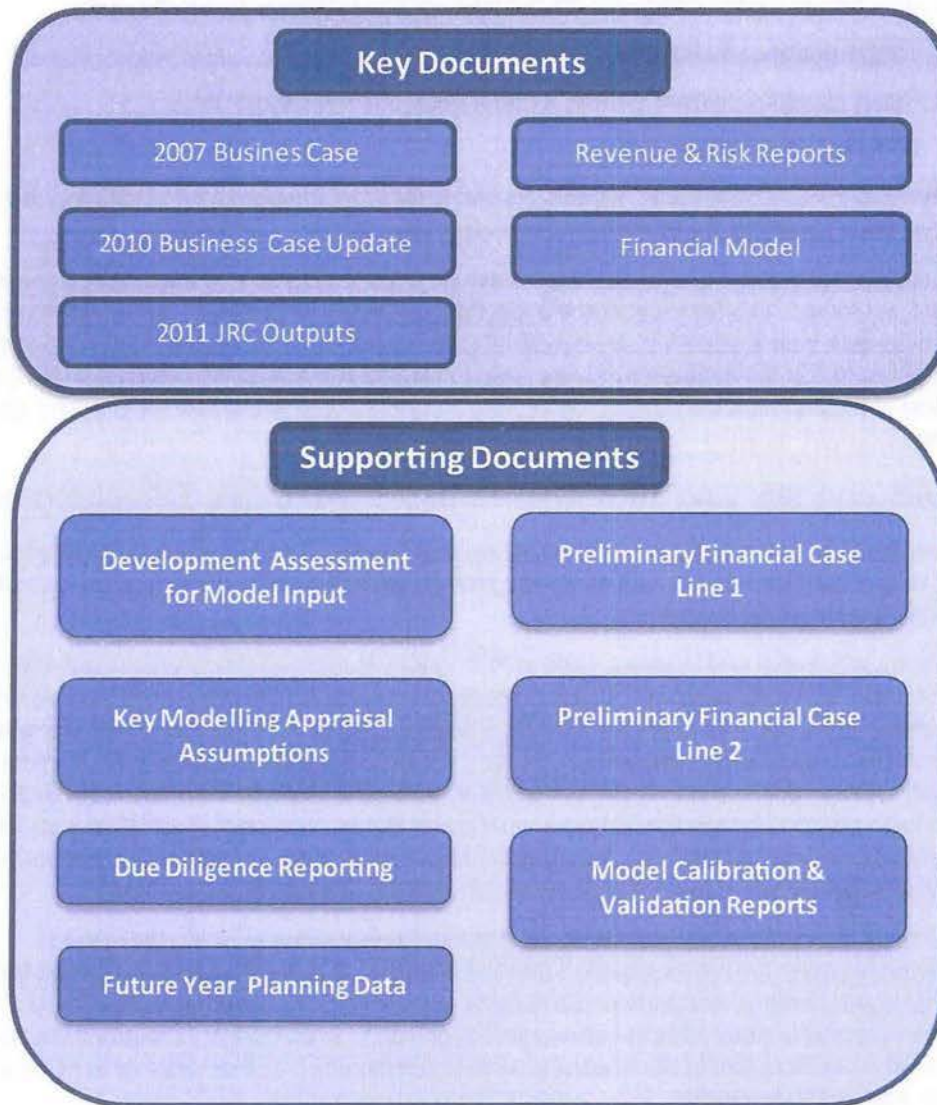 Key Documents
2007 Busines Case
Revenue & Risk Reports
2010 Business Case Update
Financial Model
2011 JRC Outputs
Supporting Documents
Development Assessment
for Model Input
Preliminary Financial Case
Line 1
Key Modelling Appraisal
Assumptions
Preliminary Financial Case
Line 2
Due Diligence Reporting
Model Calibration &
Validation Reports
Future Year Planning Data